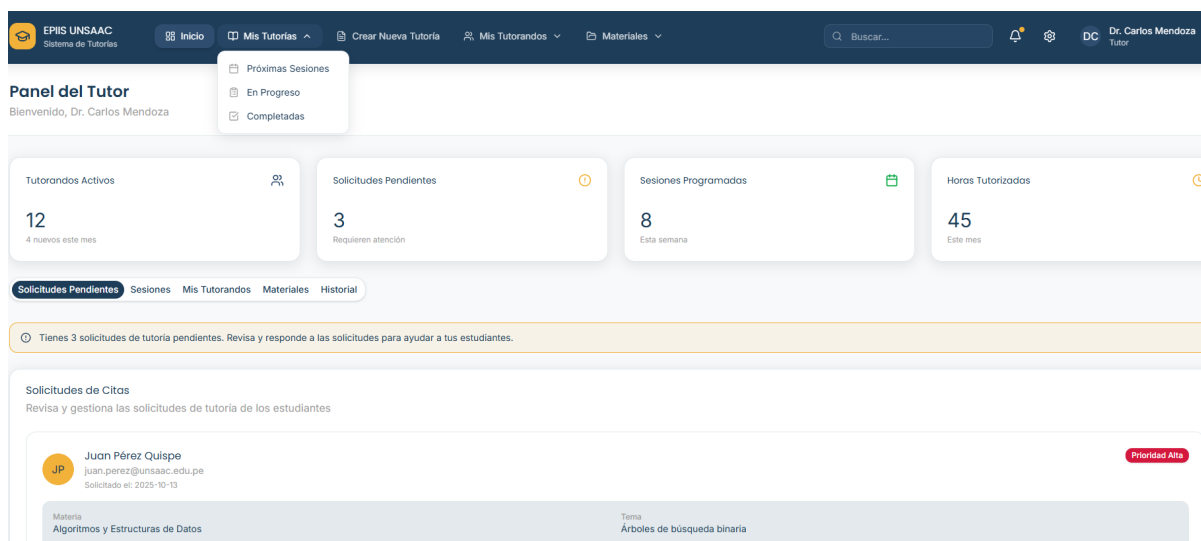 EPIIS UNSAAC
Sistema de Tutorías
Inicio
Mis Tutorías
Crear Nueva Tutoría
Mis Tutorandos
Materiales
Buscar...
DC
Dr. Carlos Mendoza
Tutor
Próximas Sesiones
En Progreso
Completadas
Panel del Tutor
Bienvenido, Dr. Carlos Mendoza
Tutorandos Activos
12
4 nuevos este mes
Solicitudes Pendientes
3
Requieren atención
Sesiones Programadas
8
Esta semana
Horas Tutorizadas
45
Este mes
Solicitudes Pendientes
Sesiones
Mis Tutorandos
Materiales
Historial
Tienes 3 solicitudes de tutoría pendientes. Revisa y responde a las solicitudes para ayudar a tus estudiantes.
Solicitudes de Citas
Revisa y gestiona las solicitudes de tutoría de los estudiantes
JP
Juan Pérez Quispe
juan.perez@unsaac.edu.pe
Solicitado el: 2025-10-13
Prioridad Alta
Materia
Algoritmos y Estructuras de Datos
Tema
Árboles de búsqueda binaria